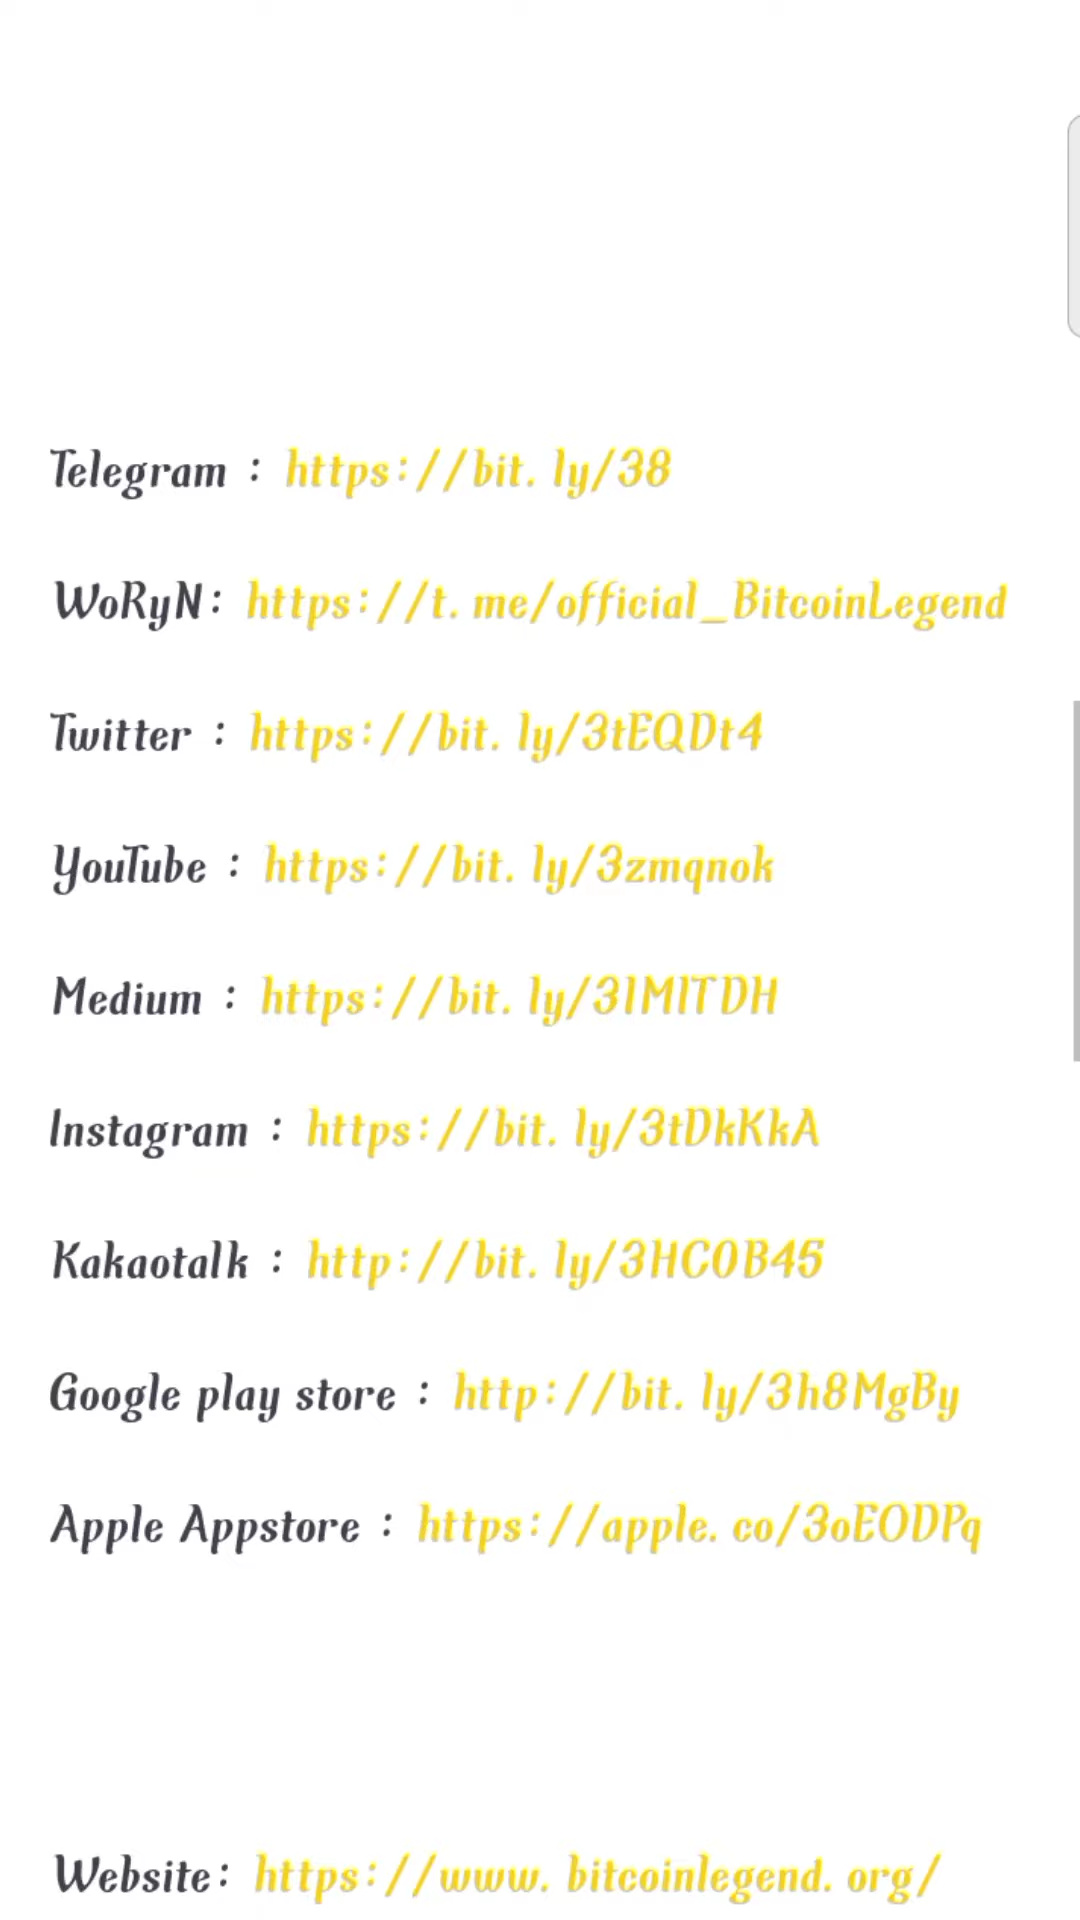 Telegram : https://bit. ly/38
WoRyN: https://t. me/official_BitcoinLegend
Twitter : https://bit. ly/3tEQDt4
YouTube : https://bit. ly/3zmqnok
Medium : https://bit. ly/31MITDH
Instagram : https://bit. ly/3tDkKkA
Kakaotalk : http://bit. ly/3HC0B45
Google play store : http://bit. ly/3h8MgBy
Apple Appstore : https://apple. co/3oEODPq
Website: https://www. bitcoinlegend. org/